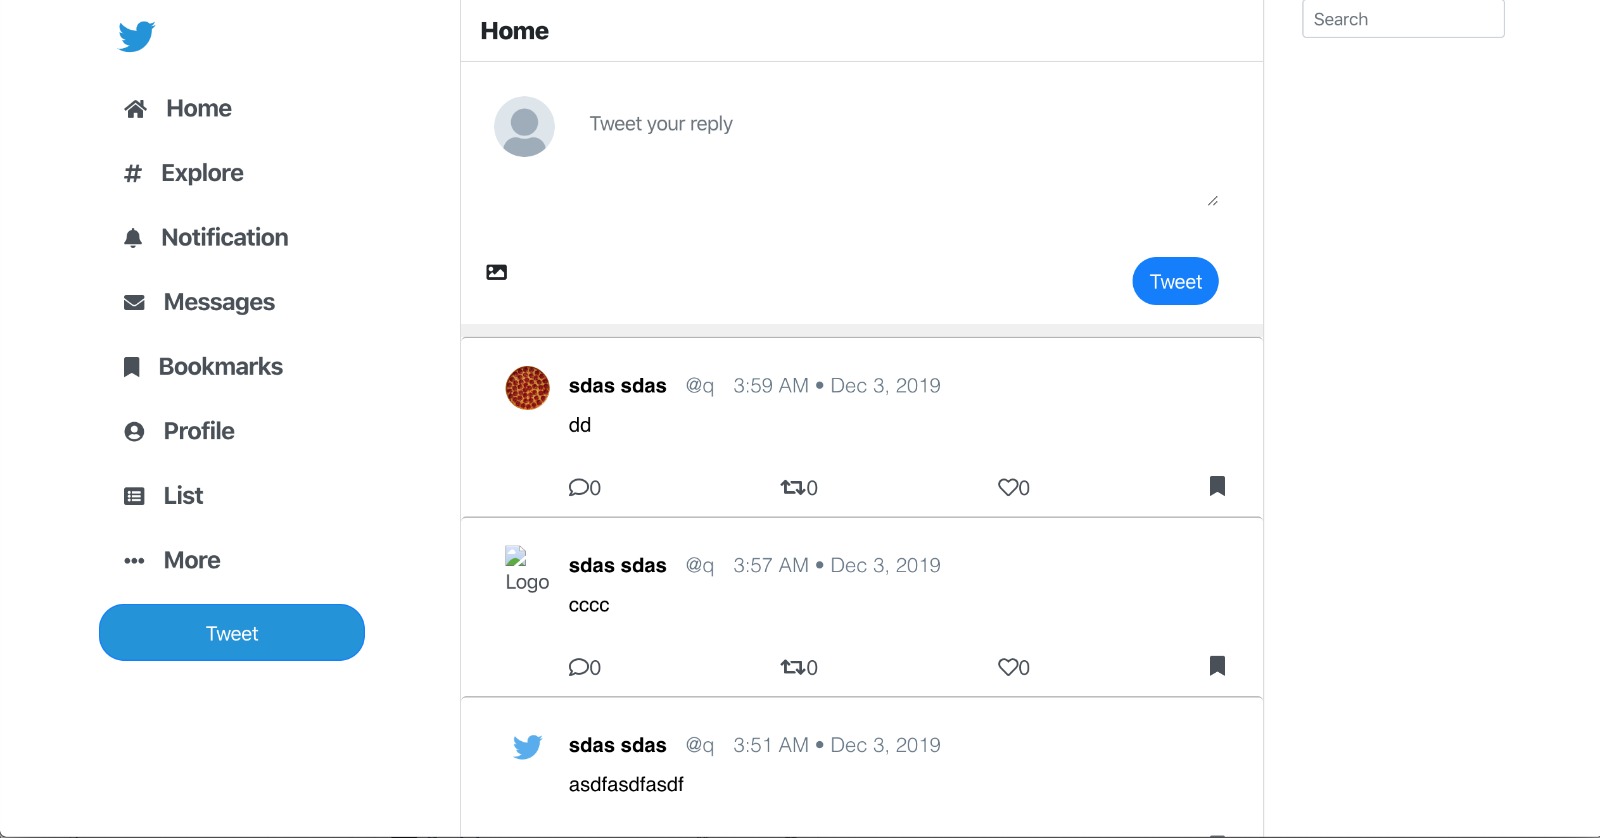 Home
Explore
Notification
Messages
Bookmarks
Profile
List
More
Tweet
Home
Tweet your reply
Tweet
sdas sdas @q 3:59 AM • Dec 3, 2019
dd
0 0 0
Logo
sdas sdas @q 3:57 AM • Dec 3, 2019
cccc
0 0 0
sdas sdas @q 3:51 AM • Dec 3, 2019
asdfasdfasdf
Search